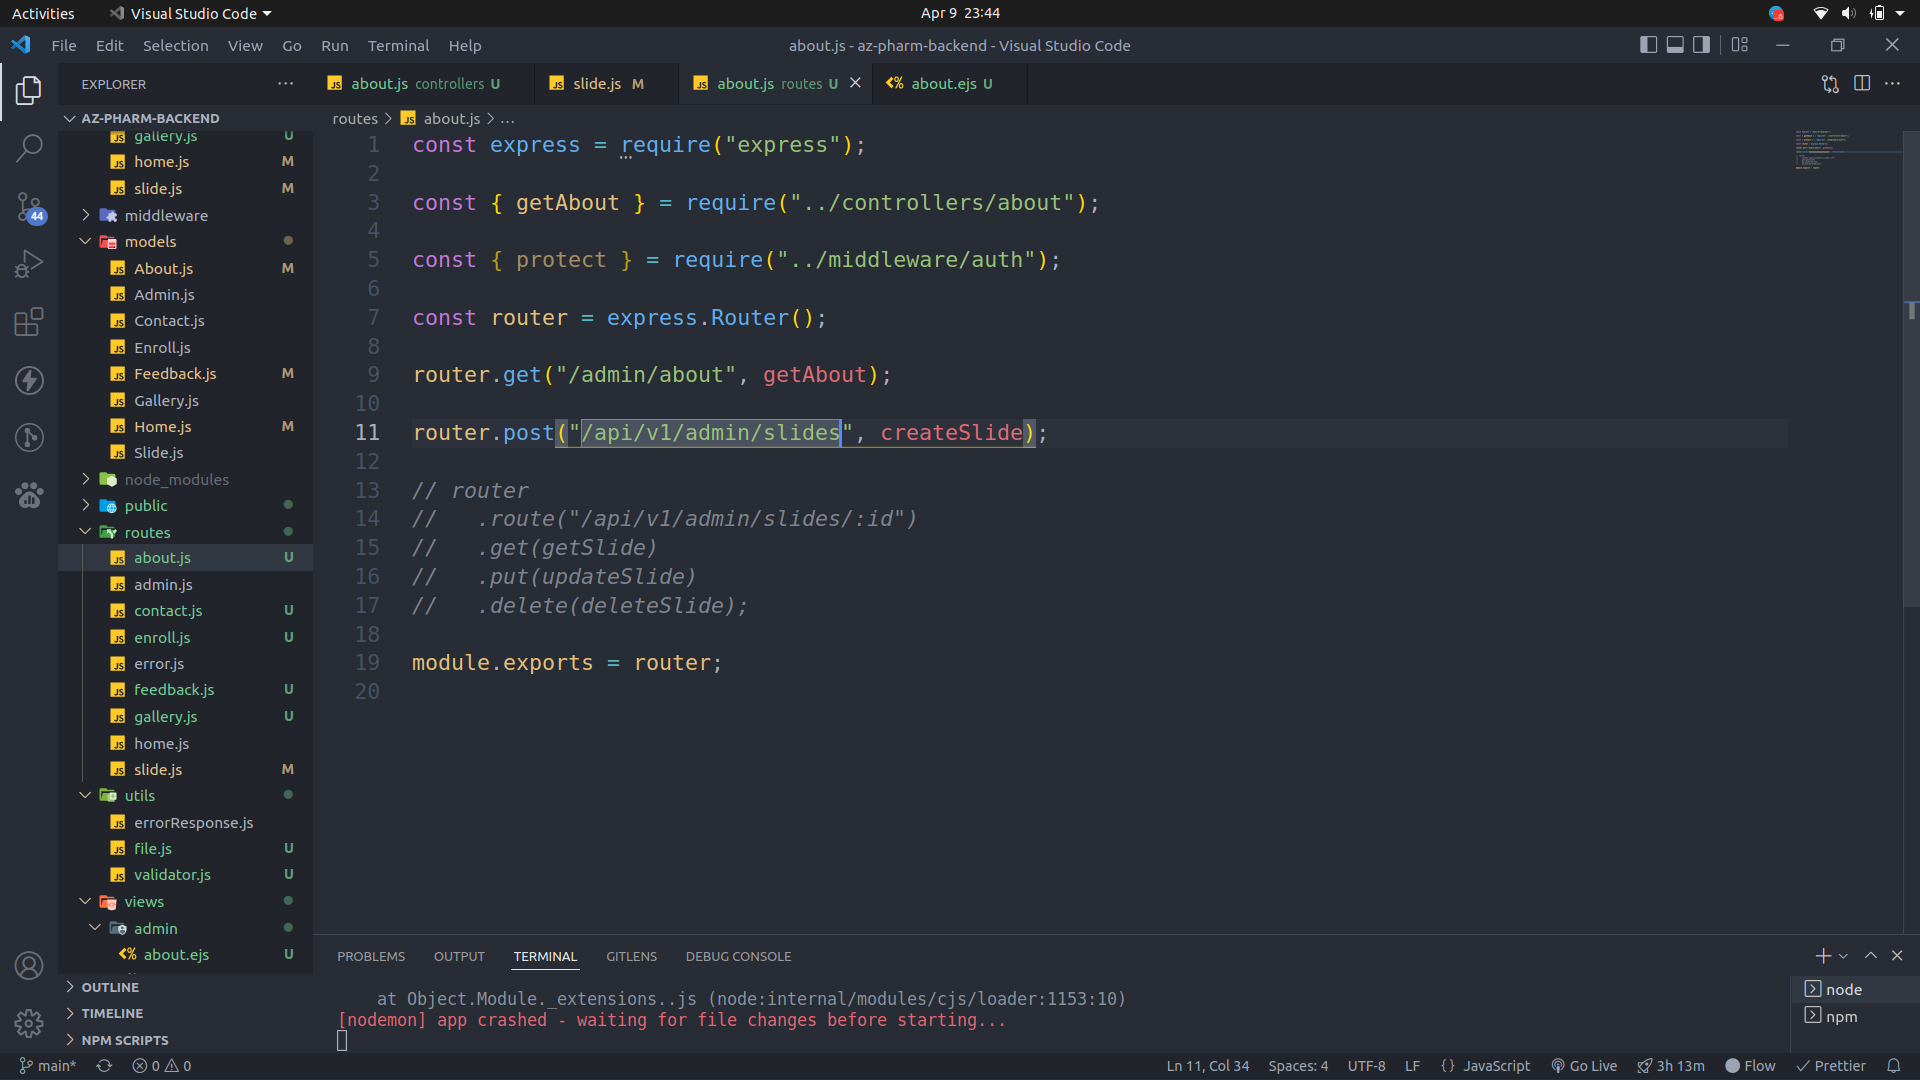 Activities
Visual Studio Code
Apr 9 23:44
File Edit Selection View Go Run Terminal Help
about.js - az-pharm-backend - Visual Studio Code
EXPLORER
about.js controllers U
slide.js M
about.js routes U
about.ejs U
AZ-PHARM-BACKEND
gallery.js U
home.js M
slide.js M
middleware
models
About.js M
Admin.js
Contact.js
Enroll.js
Feedback.js M
Gallery.js
Home.js M
Slide.js
node_modules
public
routes
about.js U
admin.js
contact.js U
enroll.js U
error.js
feedback.js U
gallery.js U
home.js
slide.js M
utils
errorResponse.js
file.js U
validator.js U
views
admin
about.ejs U
OUTLINE
TIMELINE
NPM SCRIPTS
44
routes > about.js > ...
1 const express = require("express");
2
3 const { getAbout } = require("../controllers/about");
4
5 const { protect } = require("../middleware/auth");
6
7 const router = express.Router();
8
9 router.get("/admin/about", getAbout);
10
11 router.post("/api/v1/admin/slides", createSlide);
12
13 // router
14 //   .route("/api/v1/admin/slides/:id")
15 //   .get(getSlide)
16 //   .put(updateSlide)
17 //   .delete(deleteSlide);
18
19 module.exports = router;
20
PROBLEMS OUTPUT TERMINAL GITLENS DEBUG CONSOLE
at Object.Module._extensions..js (node:internal/modules/cjs/loader:1153:10)
[nodemon] app crashed - waiting for file changes before starting...
node
npm
main* 0 0
Ln 11, Col 34 Spaces: 4 UTF-8 LF {} JavaScript Go Live 3h 13m Flow Prettier